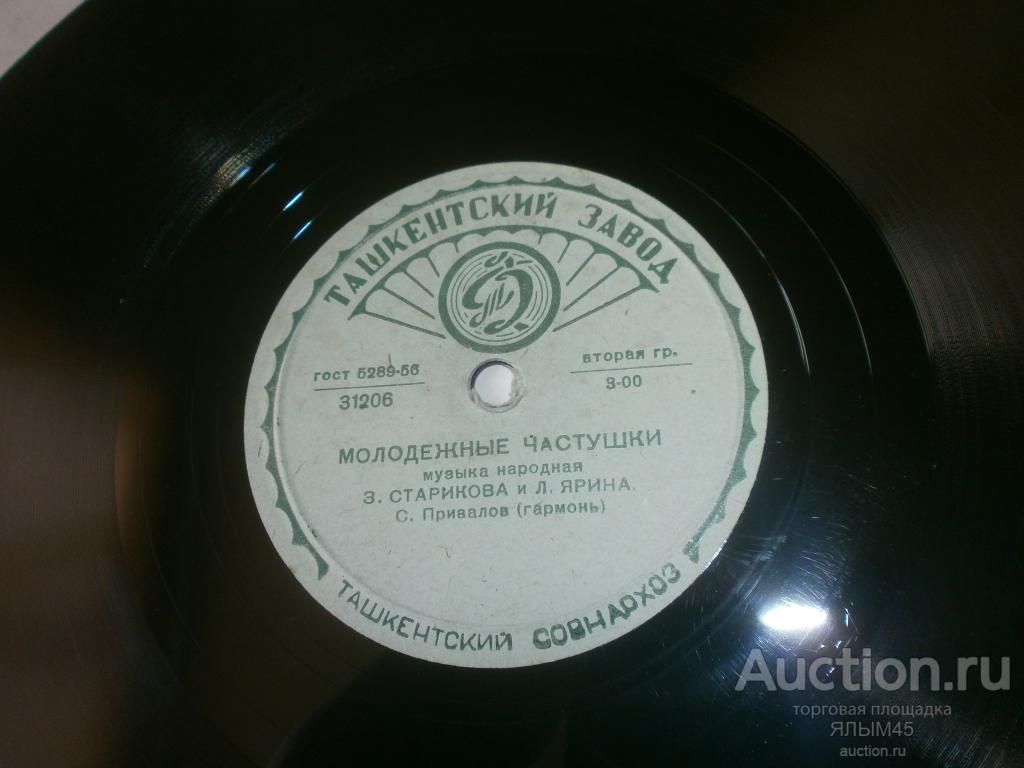 ТАШКЕНТСКИЙ ЗАВОД
гост 5289-56
31206
вторая гр.
3-00
МОЛОДЕЖНЫЕ ЧАСТУШКИ
музыка народная
З. СТАРИКОВА и Л. ЯРИНА
С. Привалов (гармонь)
ТАШКЕНТСКИЙ СОВНАРХОЗ
Auction.ru
торговая площадка
ЯЛЫМ45
auction.ru